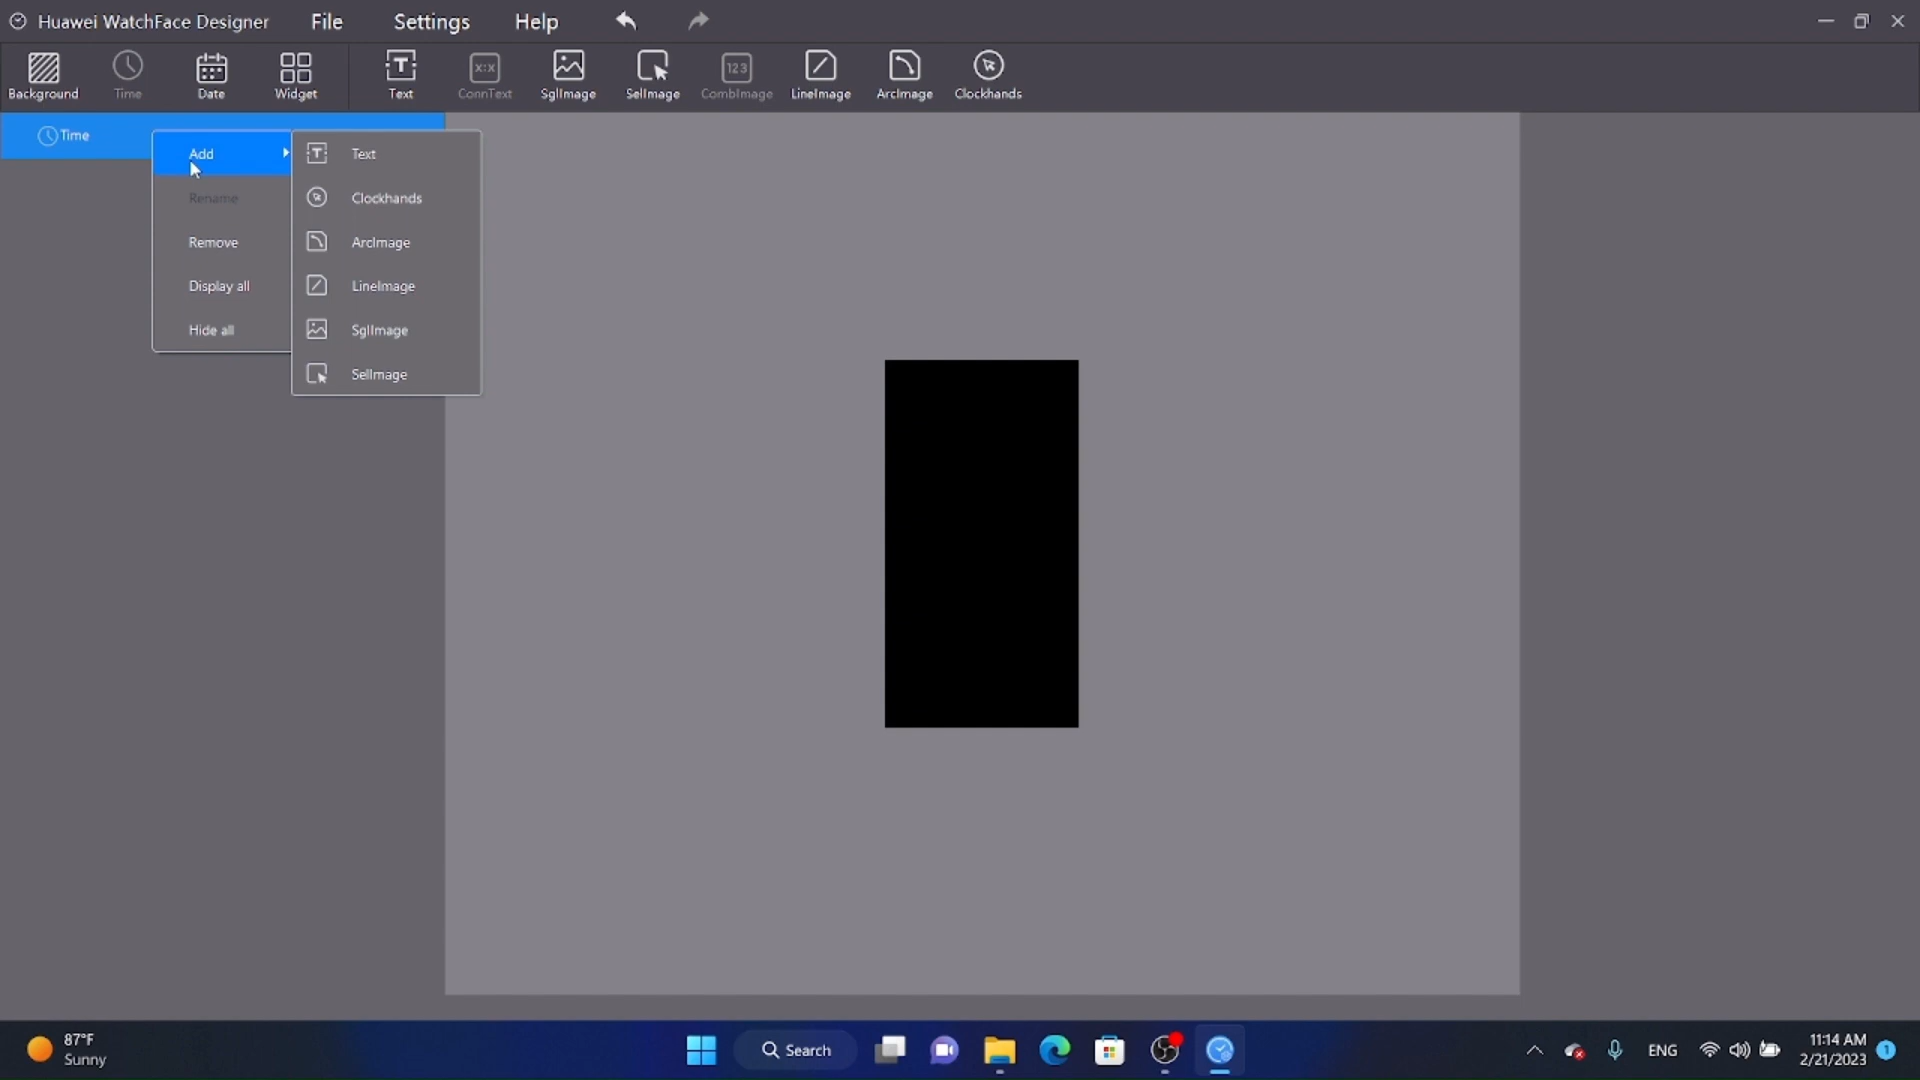 Huawei WatchFace Designer File Settings Help
Background Time Date Widget Text ConnText SglImage SelImage CombImage LineImage ArcImage Clockhands
x:x
123
Time
Add
Rename
Remove
Display all
Hide all
Text
Clockhands
ArcImage
LineImage
SglImage
SelImage
87°F
Sunny
Search
ENG
11:14 AM
2/21/2023
1